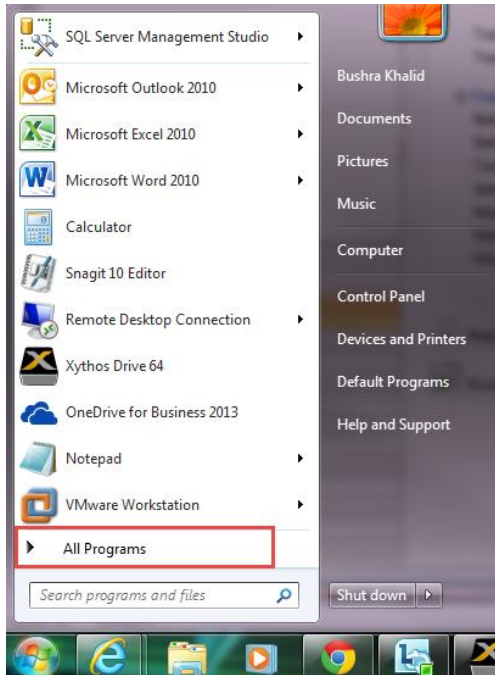 SQL Server Management Studio
Microsoft Outlook 2010
Microsoft Excel 2010
Microsoft Word 2010
Calculator
Snagit 10 Editor
Remote Desktop Connection
Xythos Drive 64
OneDrive for Business 2013
Notepad
VMware Workstation
All Programs
Search programs and files
Bushra Khalid
Documents
Pictures
Music
Computer
Control Panel
Devices and Printers
Default Programs
Help and Support
Shut down